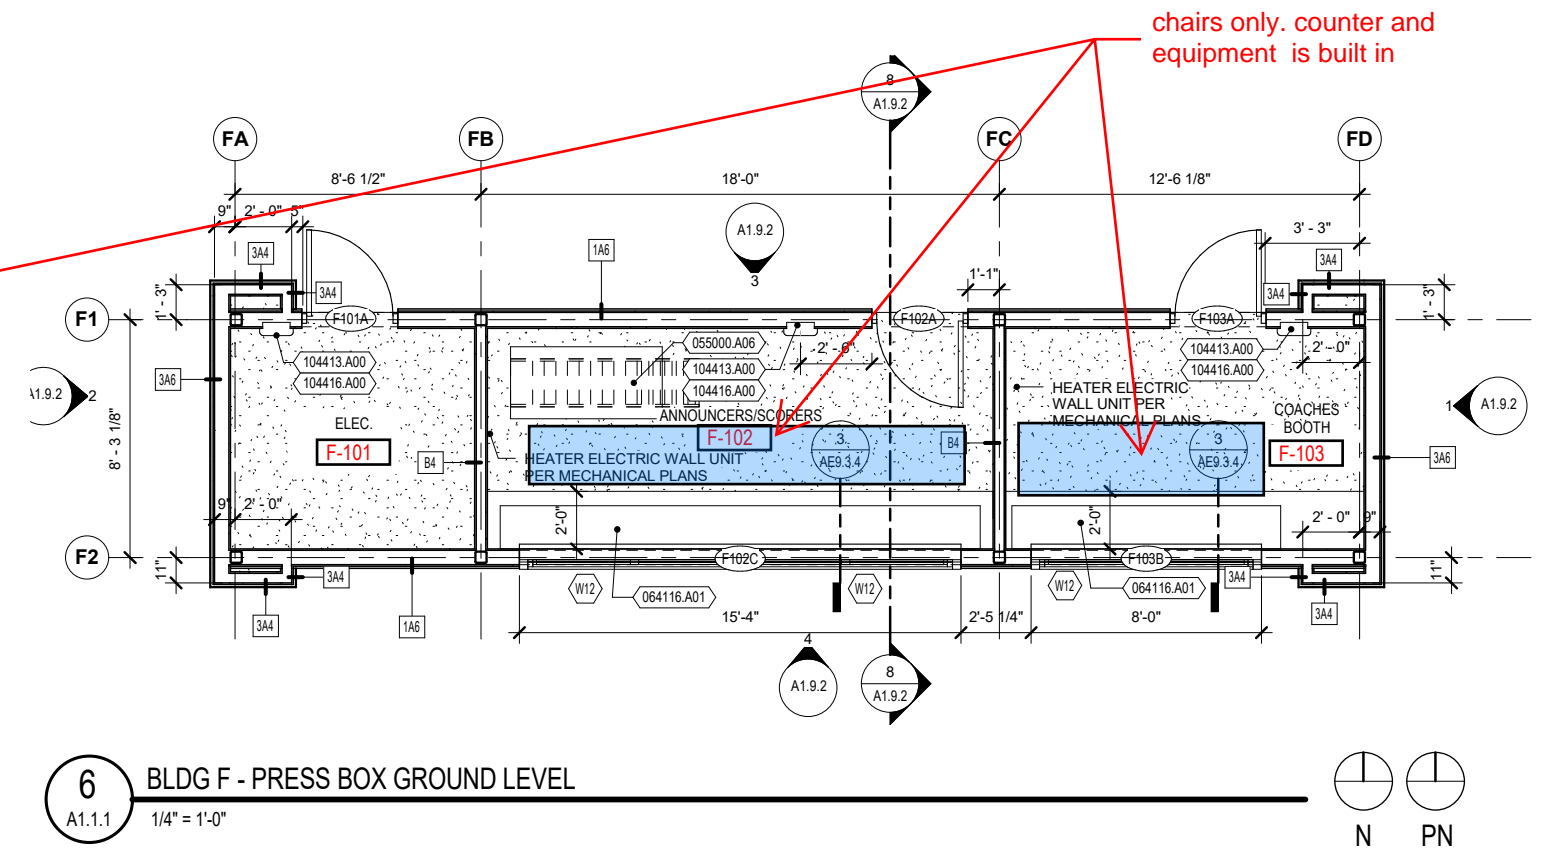 chairs only. counter and
equipment is built in
8
A1.9.2
FA
FB
FC
FD
8'-6 1/2"
18'-0"
12'-6 1/8"
9"
2' - 0"
5"
A1.9.2
3
3' - 3"
3A4
1A6
3A4
1'-1"
3A4
3A4
1' - 3"
1' - 3"
F1
F101A
F102A
F103A
055000.A06
104413.A00
104416.A00
104413.A00
104416.A00
2' - 6"
104413.A00
104416.A00
2' - 0"
A1.9.2
2
3A6
8' - 3 1/8"
ELEC.
F-101
ANNOUNCERS/SCORERS
F-102
HEATER ELECTRIC WALL UNIT
PER MECHANICAL PLANS
3
AE9.3.4
B4
B4
HEATER ELECTRIC
WALL UNIT PER
MECHANICAL PLANS
COACHES
BOOTH
F-103
3
AE9.3.4
1
A1.9.2
3A6
9"
2' - 0"
2'-0"
2'-0"
2' - 0"
9"
F2
F102C
F103B
11"
3A4
W12
064116.A01
W12
W12
064116.A01
3A4
11"
3A4
1A6
15'-4"
2'-5 1/4"
8'-0"
3A4
4
A1.9.2
8
A1.9.2
6
A1.1.1
BLDG F - PRESS BOX GROUND LEVEL
1/4" = 1'-0"
N
PN